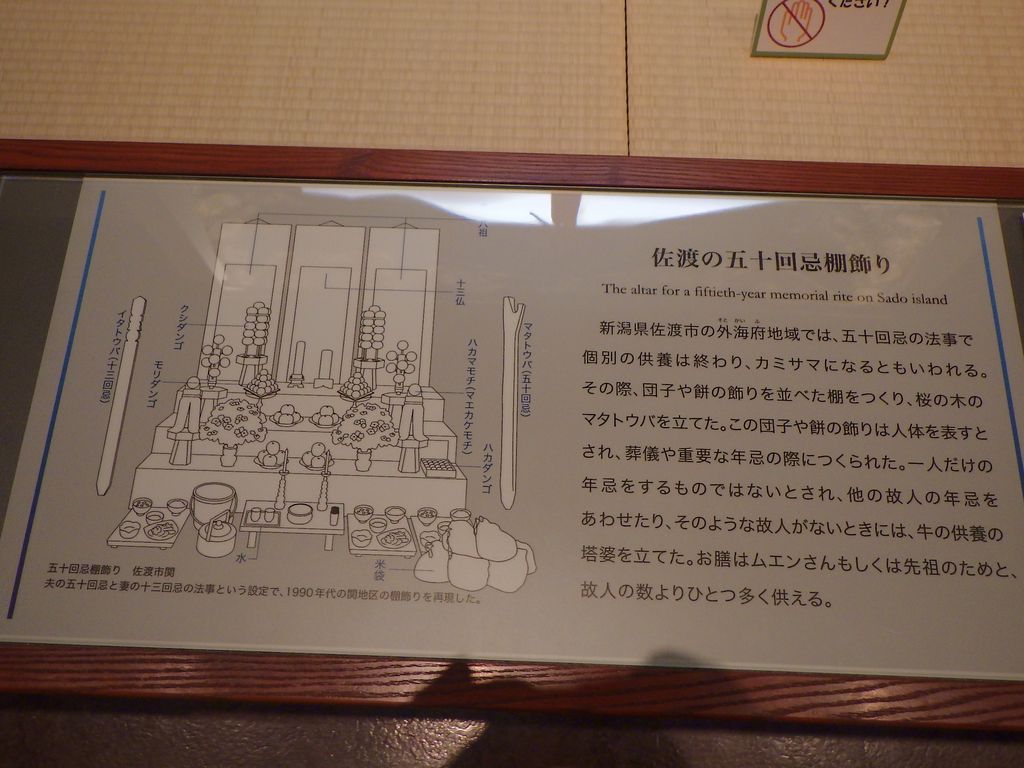 ください!
八祖
十三仏
クシダンゴ
イタトウバ(十三回忌)
モリダンゴ
マタトウバ(五十回忌)
ハカマモチ(マエカケモチ)
ハカダンゴ
水
米袋
五十回忌棚飾り 佐渡市関
夫の五十回忌と妻の十三回忌の法事という設定で、1990年代の関地区の棚飾りを再現した。
佐渡の五十回忌棚飾り
The altar for a fiftieth-year memorial rite on Sado island
新潟県佐渡市の外海府地域では、五十回忌の法事で
個別の供養は終わり、カミサマになるともいわれる。
その際、団子や餅の飾りを並べた棚をつくり、桜の木の
マタトウバを立てた。この団子や餅の飾りは人体を表すと
され、葬儀や重要な年忌の際につくられた。一人だけの
年忌をするものではないとされ、他の故人の年忌を
あわせたり、そのような故人がないときには、牛の供養の
塔婆を立てた。お膳はムエンさんもしくは先祖のためと、
故人の数よりひとつ多く供える。